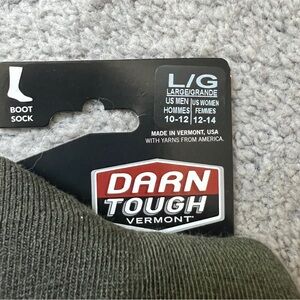 BOOT
SOCK
L/G
LARGE/GRANDE
US MEN US WOMEN
HOMMES FEMMES
10-12 12-14
MADE IN VERMONT, USA
WITH YARNS FROM AMERICA.
DARN
TOUGH
VERMONT